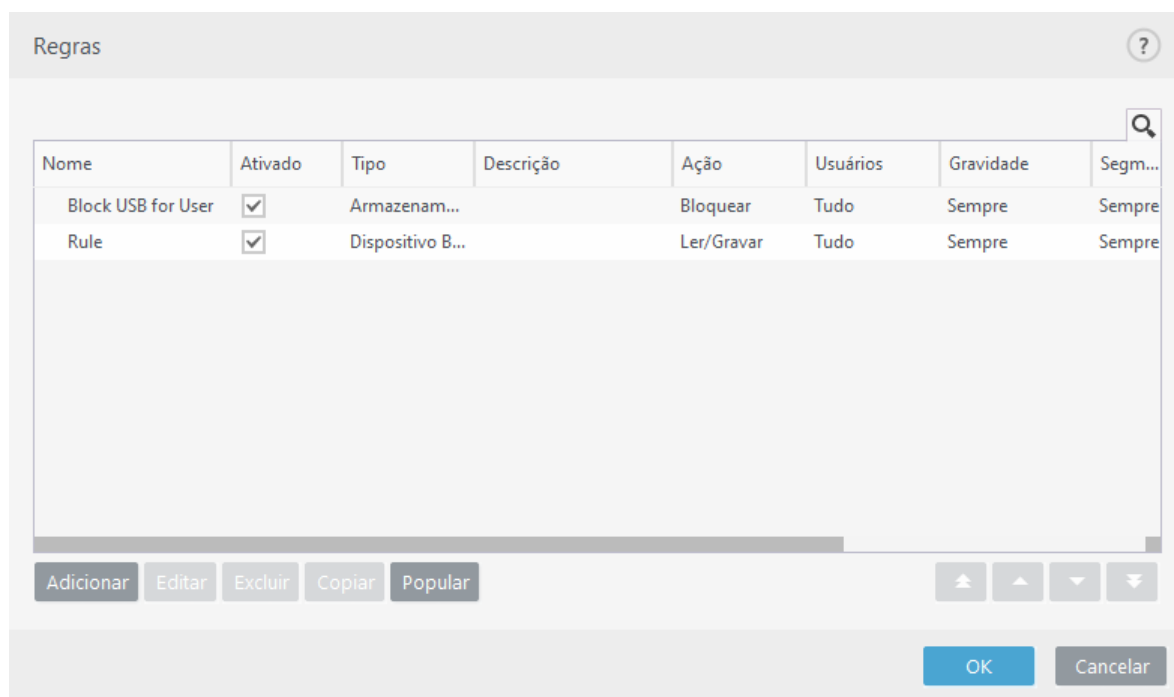 Regras ?
Nome Ativado Tipo Descrição Ação Usuários Gravidade Segm...
Block USB for User Armazenam... Bloquear Tudo Sempre Sempre
Rule Dispositivo B... Ler/Gravar Tudo Sempre Sempre
Adicionar Editar Excluir Copiar Popular
OK Cancelar